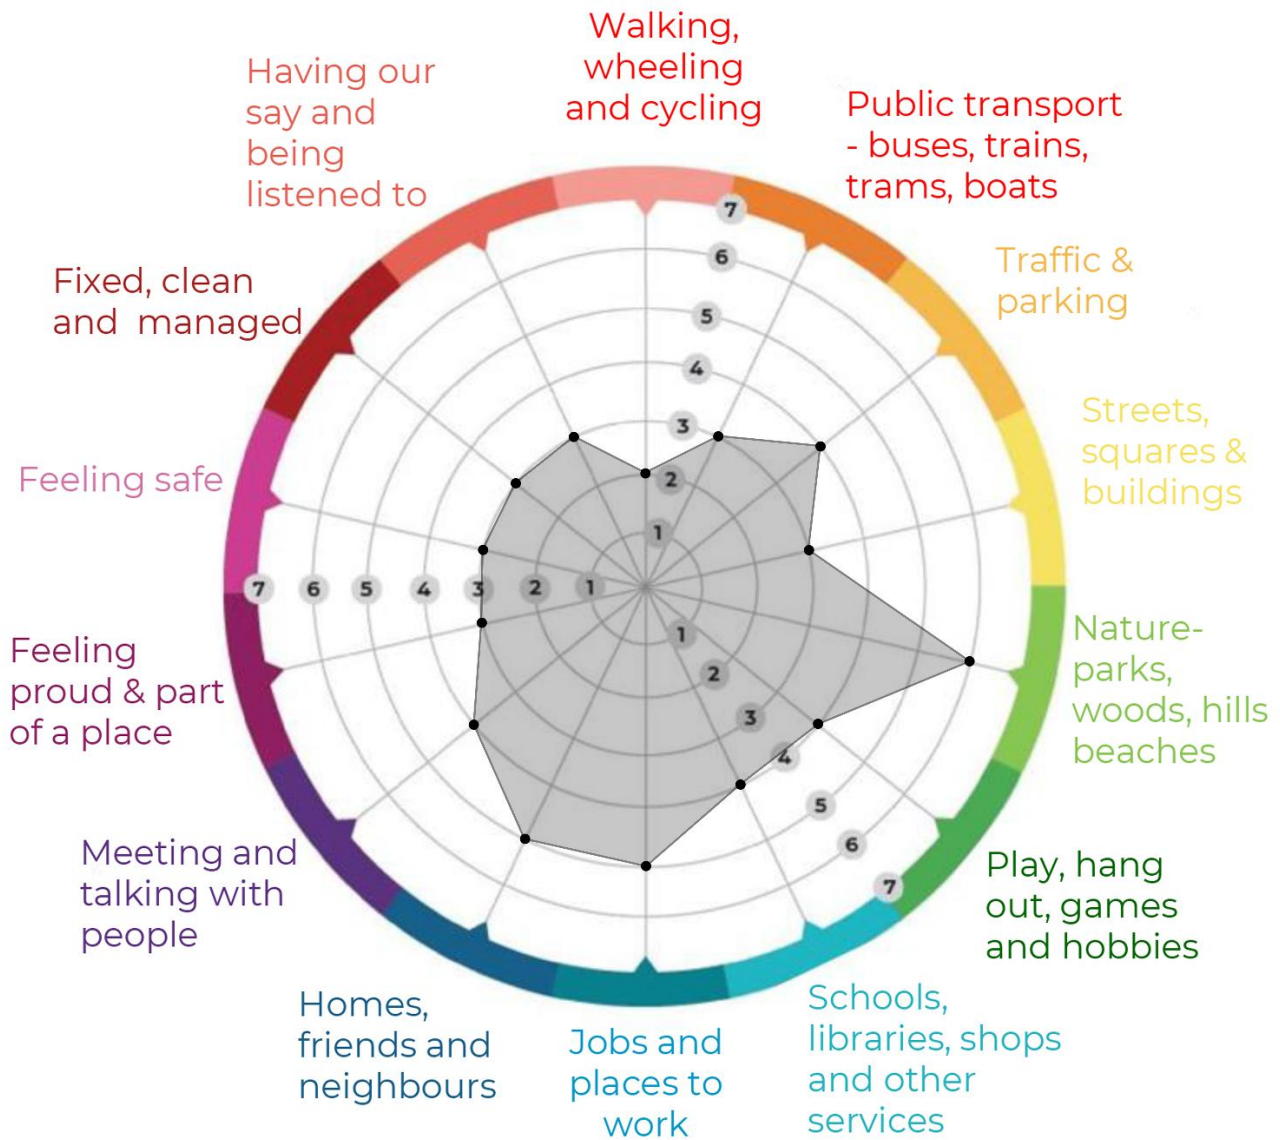 Walking,
wheeling
and cycling
Having our
say and
being
listened to
Public transport
- buses, trains,
trams, boats
Fixed, clean
and managed
Traffic &
parking
Streets,
squares &
buildings
Feeling safe
Nature-
parks,
woods, hills
beaches
Feeling
proud & part
of a place
Meeting and
talking with
people
Play, hang
out, games
and hobbies
Homes,
friends and
neighbours
Jobs and
places to
work
Schools,
libraries, shops
and other
services
7
6
5
4
3
2
1
7 6 5 4 3 2 1
1
2
3
4
5
6
7